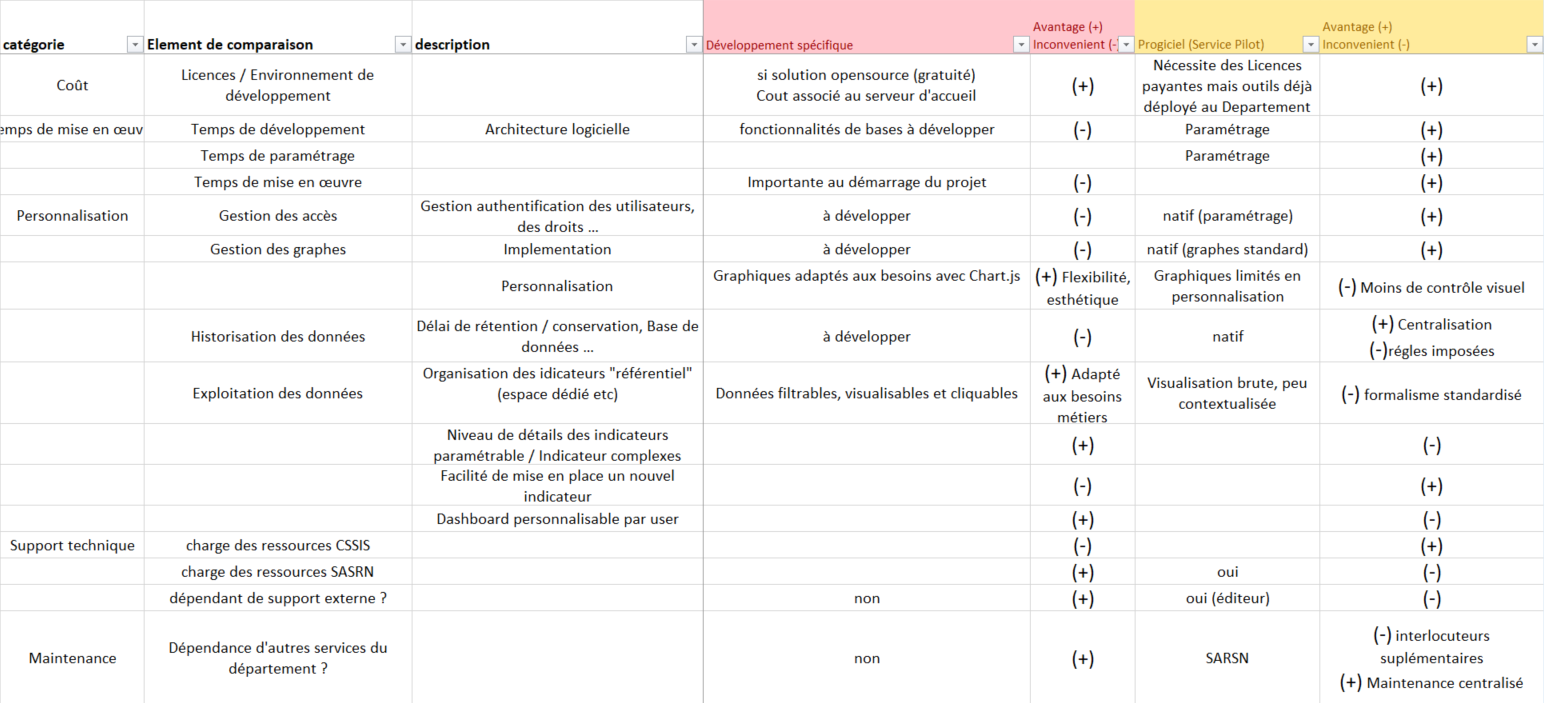 Avantage (+) Avantage (+)
catégorie Element de comparaison description Développement spécifique Inconvenient (-) Progiciel (Service Pilot) Inconvenient (-)
Coût
Licences / Environnement de
développement
si solution opensource (gratuité)
Cout associé au serveur d'accueil
(+)
Nécessite des Licences
payantes mais outils déjà
déployé au Departement
(+)
emps de mise en œuv
Temps de développement
Architecture logicielle
fonctionnalités de bases à développer
(-)
Paramétrage
(+)
Temps de paramétrage
Paramétrage
(+)
Temps de mise en œuvre
Importante au démarrage du projet
(-)
(+)
Personnalisation
Gestion des accès
Gestion authentification des utilisateurs,
des droits ...
à développer
(-)
natif (paramétrage)
(+)
Gestion des graphes
Implementation
à développer
(-)
natif (graphes standard)
(+)
Personnalisation
Graphiques adaptés aux besoins avec Chart.js
(+) Flexibilité,
esthétique
Graphiques limités en
personnalisation
(-) Moins de contrôle visuel
Historisation des données
Délai de rétention / conservation, Base de
données ...
à développer
(-)
natif
(+) Centralisation
(-)régles imposées
Exploitation des données
Organisation des idicateurs "référentiel"
(espace dédié etc)
Données filtrables, visualisables et cliquables
(+) Adapté
aux besoins
métiers
Visualisation brute, peu
contextualisée
(-) formalisme standardisé
Niveau de détails des indicateurs
paramétrable / Indicateur complexes
(+)
(-)
Facilité de mise en place un nouvel
indicateur
(-)
(+)
Dashboard personnalisable par user
(+)
(-)
Support technique
charge des ressources CSSIS
(-)
(+)
charge des ressources SASRN
(+)
oui
(-)
dépendant de support externe ?
non
(+)
oui (éditeur)
(-)
Maintenance
Dépendance d'autres services du
département ?
non
(+)
SARSN
(-) interlocuteurs
suplémentaires
(+) Maintenance centralisé